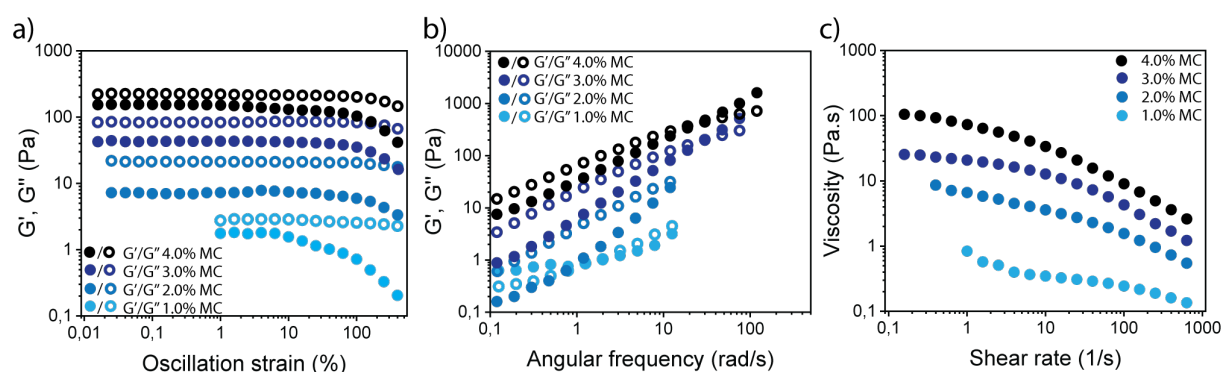 a)
1000
100
10
1
0,1
G', G'' (Pa)
G'/G'' 4.0% MC
G'/G'' 3.0% MC
G'/G'' 2.0% MC
G'/G'' 1.0% MC
0,01 0,1 1 10 100
Oscillation strain (%)
b)
10000
1000
100
10
1
0,1
G', G'' (Pa)
G'/G'' 4.0% MC
G'/G'' 3.0% MC
G'/G'' 2.0% MC
G'/G'' 1.0% MC
0,1 1 10 100
Angular frequency (rad/s)
c)
1000
100
10
1
0,1
Viscosity (Pa.s)
4.0% MC
3.0% MC
2.0% MC
1.0% MC
0,1 1 10 100 1000
Shear rate (1/s)